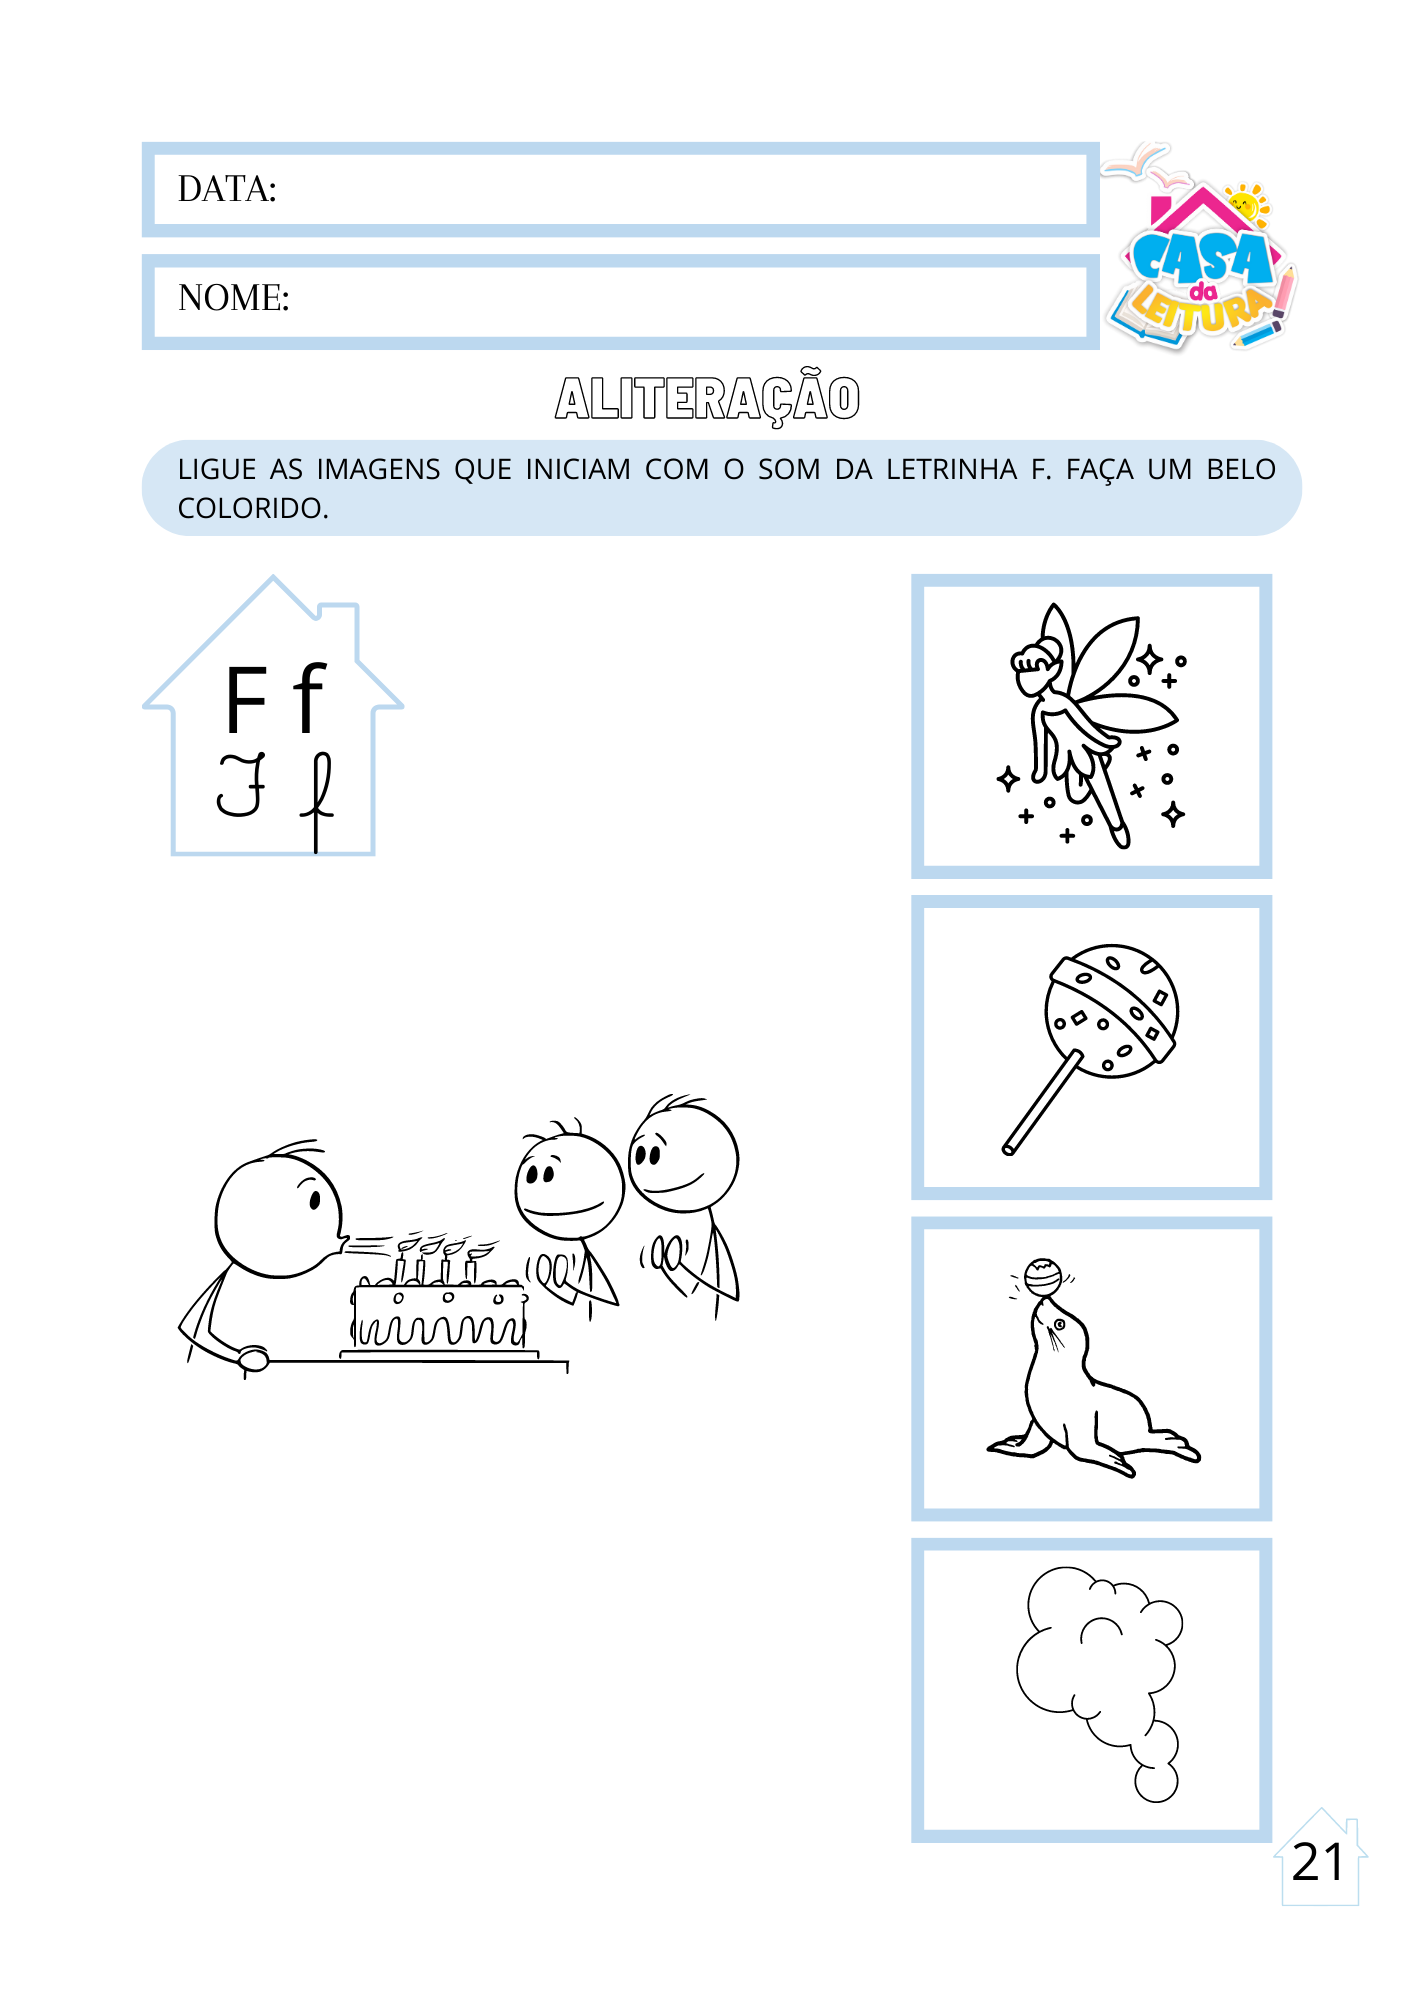 DATA:
NOME:
CASA
da
LEITURA
ALITERAÇÃO
LIGUE AS IMAGENS QUE INICIAM COM O SOM DA LETRINHA F. FAÇA UM BELO
COLORIDO.
F f
F f
21